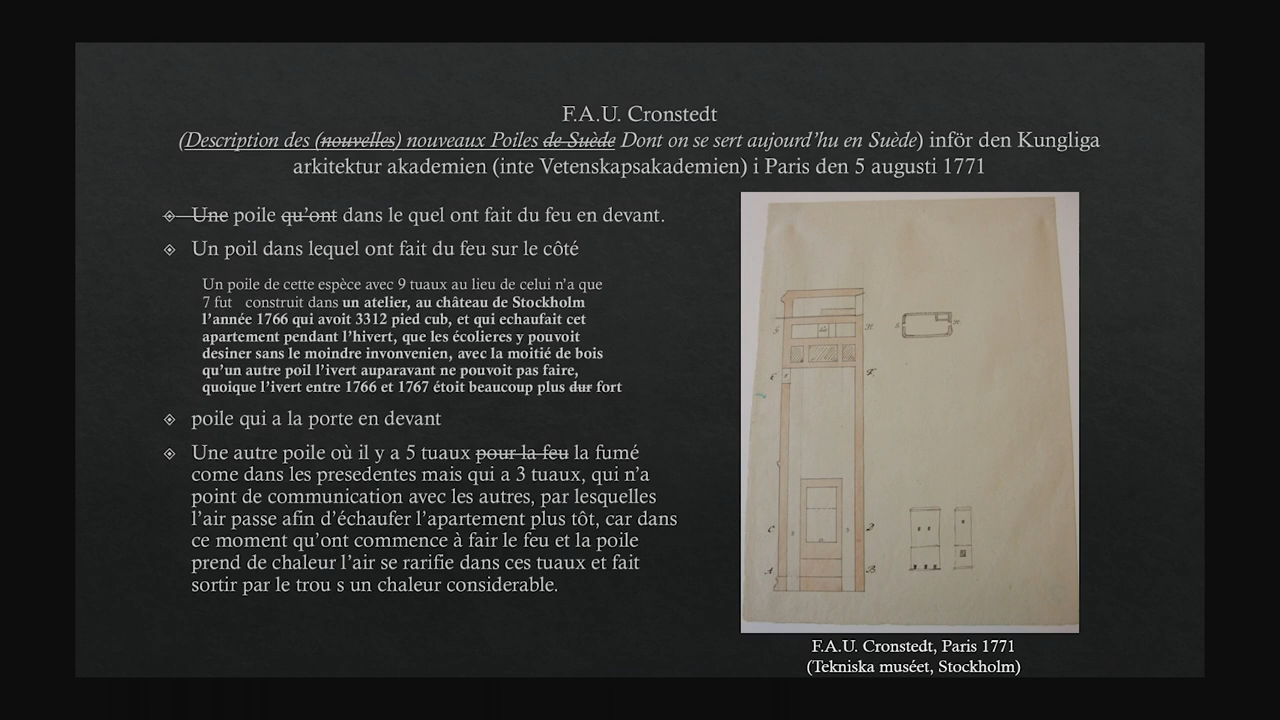 F.A.U. Cronstedt
(Description des (nouvelles) nouveaux Poiles de Suède Dont on se sert aujourd’hu en Suède) inför den Kungliga
arkitektur akademien (inte Vetenskapsakademien) i Paris den 5 augusti 1771
Une poile qu’ont dans le quel ont fait du feu en devant.
Un poil dans lequel ont fait du feu sur le côté
Un poile de cette espèce avec 9 tuaux au lieu de celui n’a que
7 fut construit dans un atelier, au château de Stockholm
l’année 1766 qui avoit 3312 pied cub, et qui echaufait cet
apartement pendant l’hivert, que les écolieres y pouvoit
desiner sans le moindre invonvenien, avec la moitié de bois
qu’un autre poil l’ivert auparavant ne pouvoit pas faire,
quoique l’ivert entre 1766 et 1767 étoit beaucoup plus dur fort
poile qui a la porte en devant
Une autre poile où il y a 5 tuaux pour la feu la fumé
come dans les presedentes mais qui a 3 tuaux, qui n’a
point de communication avec les autres, par lesquelles
l’air passe afin d’échaufer l’apartement plus tôt, car dans
ce moment qu’ont commence à fair le feu et la poile
prend de chaleur l’air se rarifie dans ces tuaux et fait
sortir par le trou s un chaleur considerable.
C D
A B
F.A.U. Cronstedt, Paris 1771
(Tekniska muséet, Stockholm)